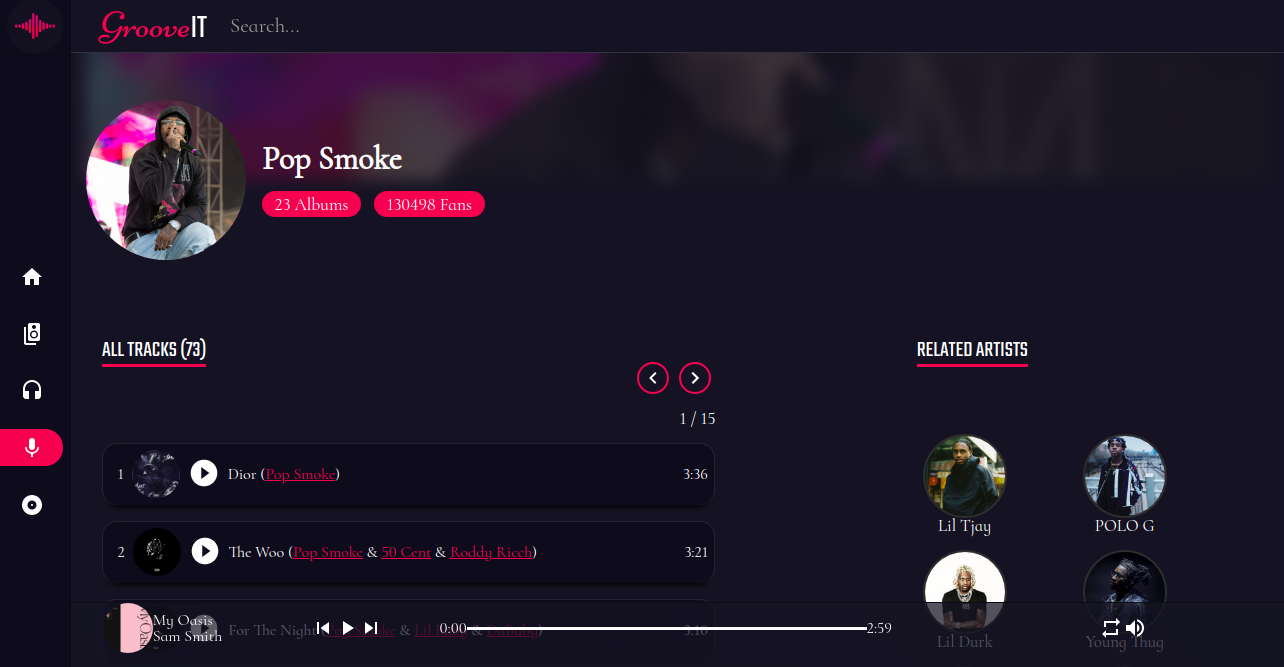 GrooveIT Search...
Pop Smoke
23 Albums 130498 Fans
ALL TRACKS (73)
RELATED ARTISTS
1 / 15
1 Dior (Pop Smoke) 3:36
2 The Woo (Pop Smoke & 50 Cent & Roddy Ricch) 3:21
For The Night (Pop Smoke & Lil Baby & DaBaby) 3:10
Lil Tjay POLO G
Lil Durk Young Thug
My Oasis
Sam Smith
0:00 2:59